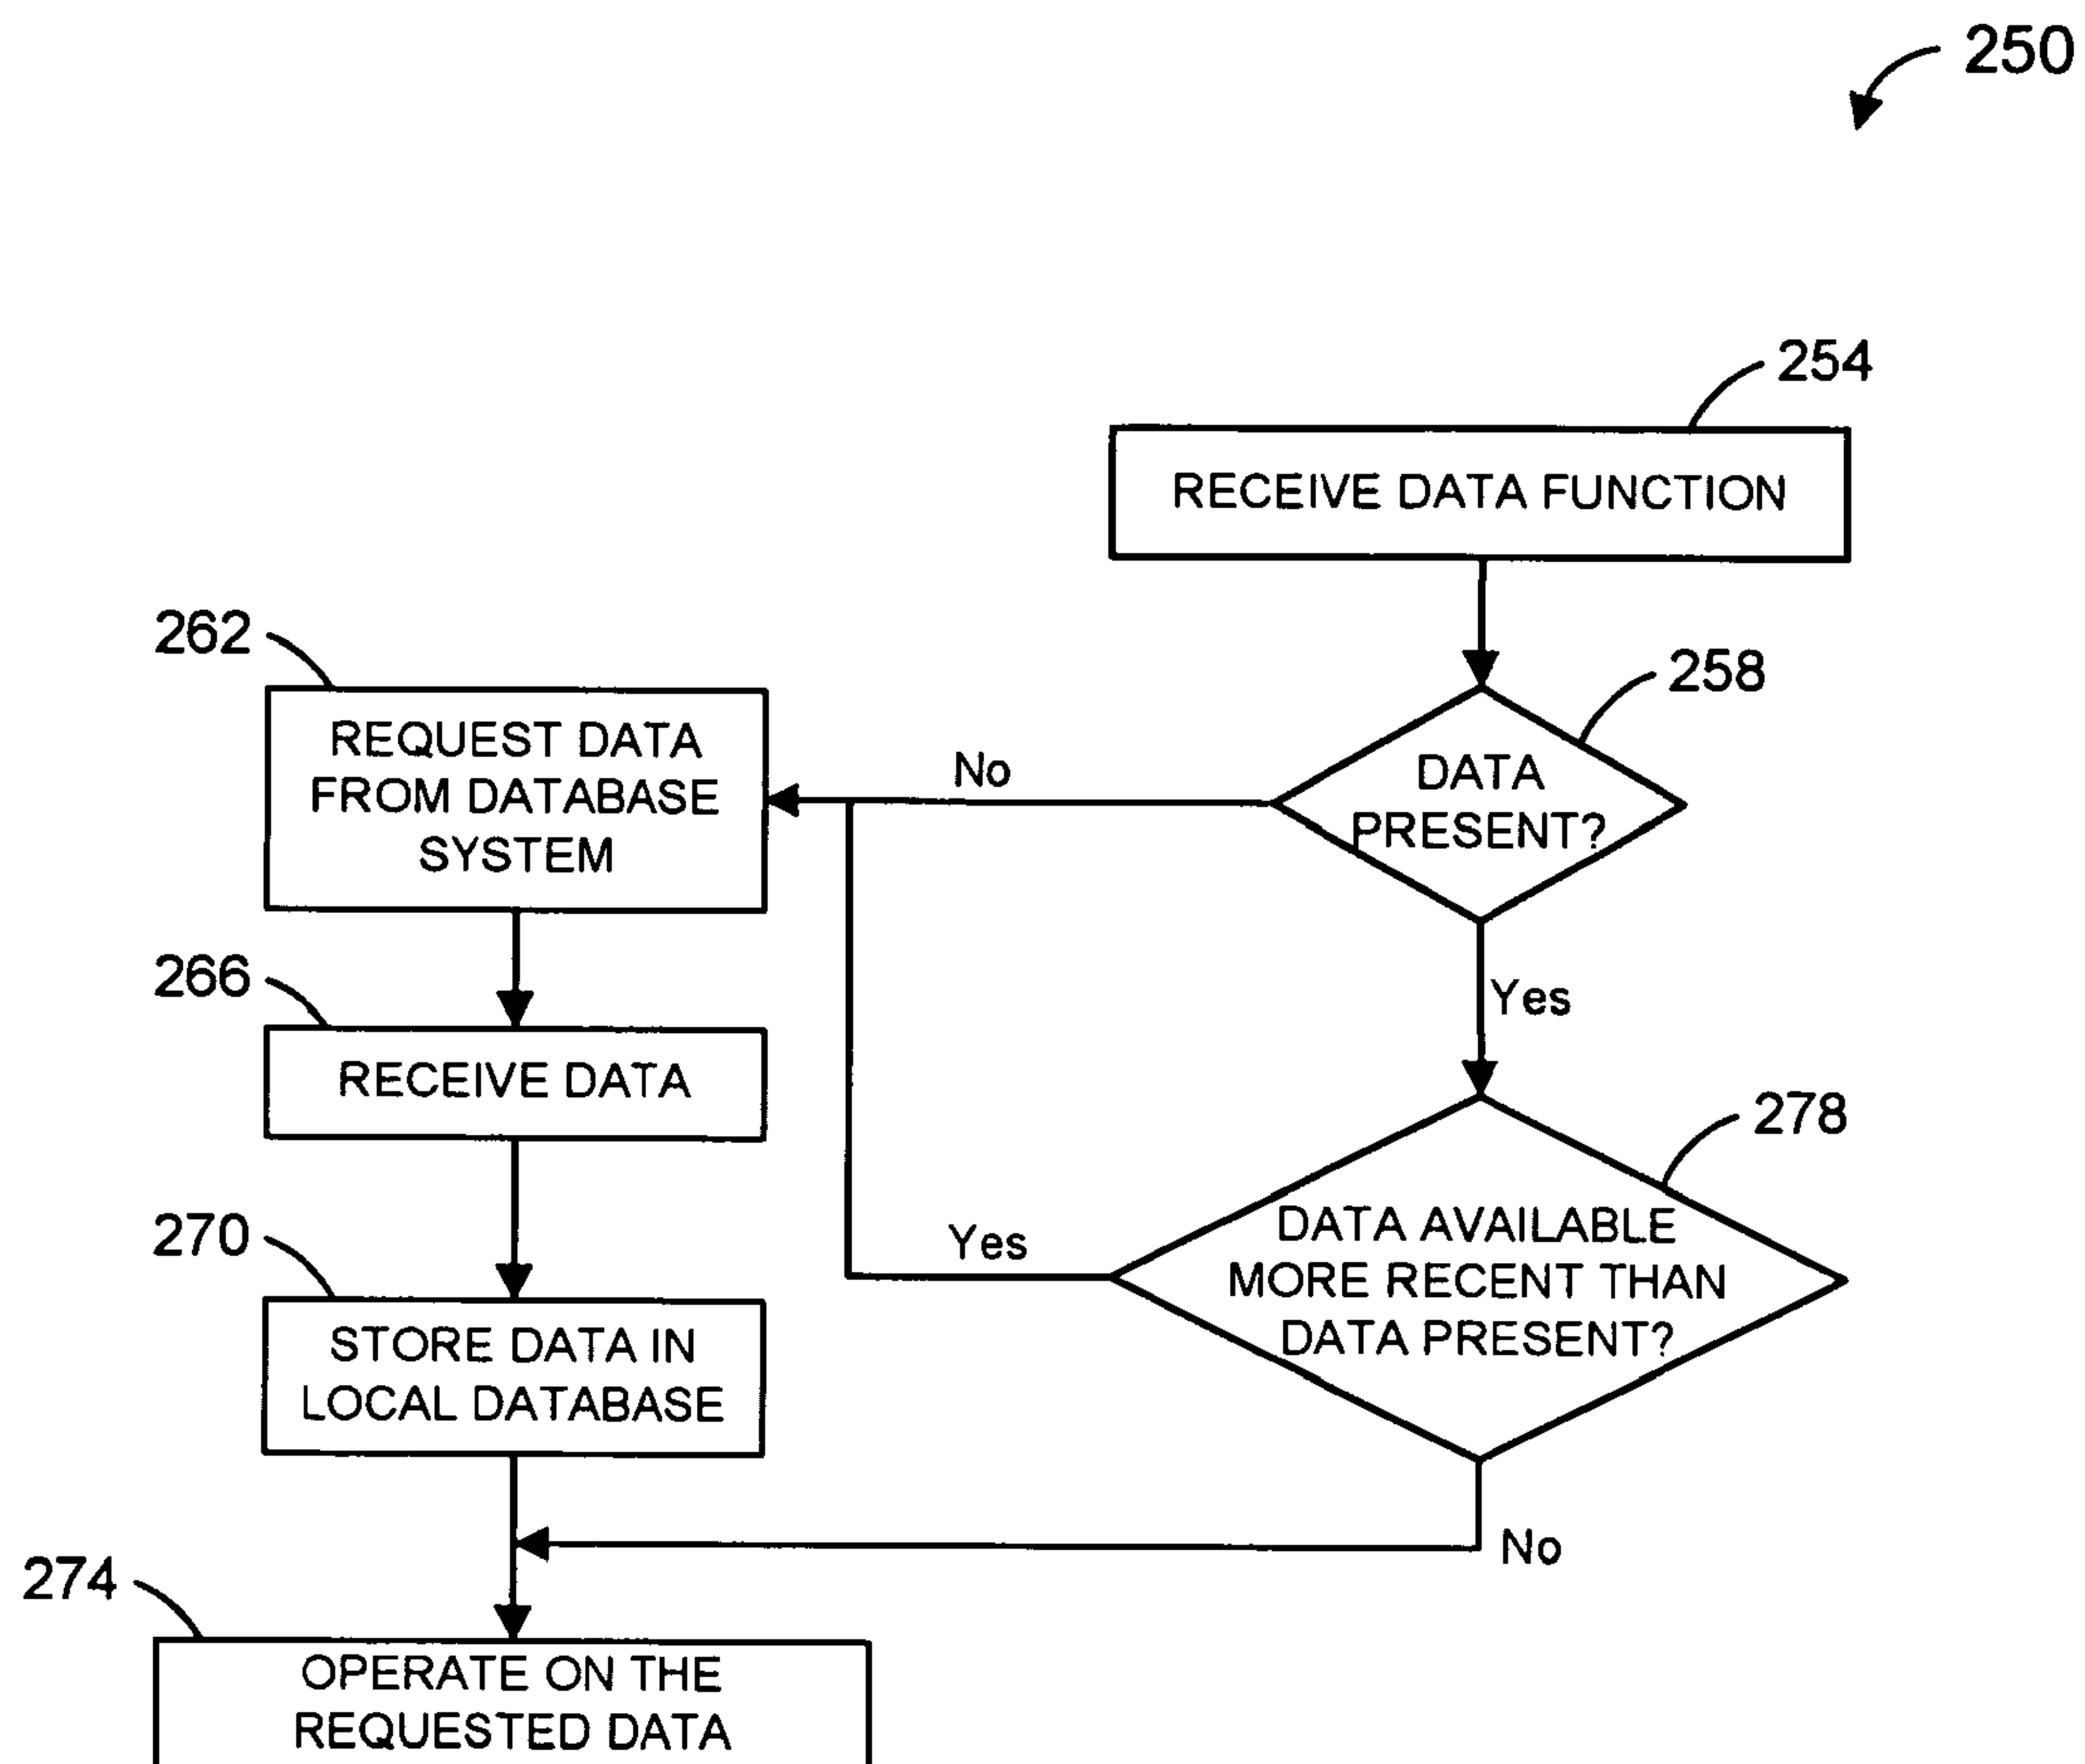 250
254
RECEIVE DATA FUNCTION
262
258
REQUEST DATA
FROM DATABASE
SYSTEM
No
DATA
PRESENT?
266
Yes
RECEIVE DATA
278
270
Yes
DATA AVAILABLE
MORE RECENT THAN
DATA PRESENT?
STORE DATA IN
LOCAL DATABASE
No
274
OPERATE ON THE
REQUESTED DATA